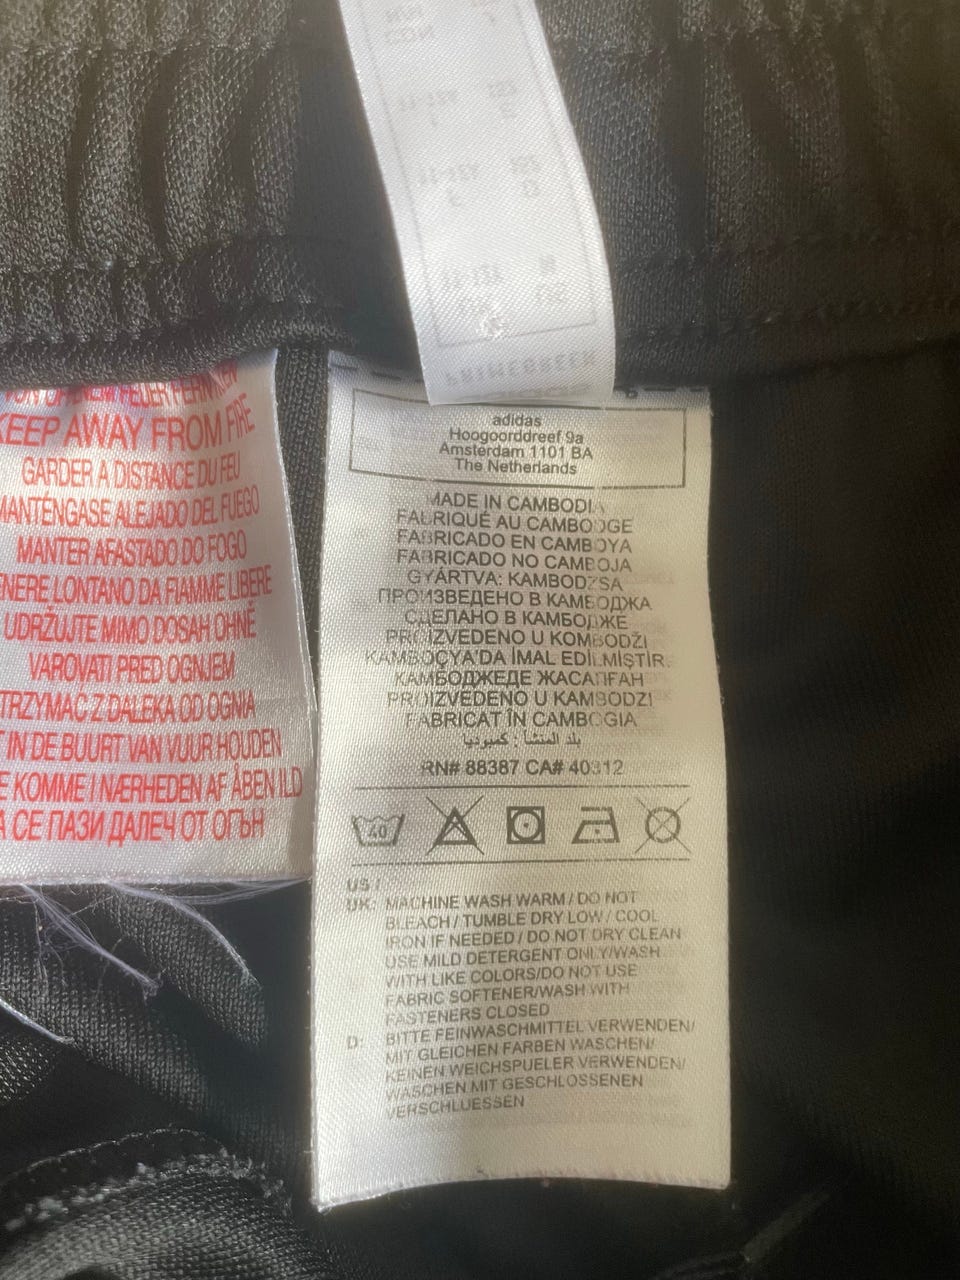 KEEP AWAY FROM FIRE
GARDER A DISTANCE DU FEU
MANTÉNGASE ALEJADO DEL FUEGO
MANTER AFASTADO DO FOGO
LONTANO DA FIAMME LIBERE
UDRŽUJTE MIMO DOSAH OHNĚ
VAROVATI PRED OGNJEM
TRZYMAĆ Z DALEKA OD OGNIA
IN DE BUURT VAN VUUR HOUDEN
KOMME I NÆRHEDEN AF ÅBEN ILD
СЕ ПАЗИ ДАЛЕЧ ОТ ОГЪН
adidas
Hoogoorddreef 9a
Amsterdam 1101 BA
The Netherlands
MADE IN CAMBODIA
FABRIQUÉ AU CAMBODGE
FABRICADO EN CAMBOYA
FABRICADO NO CAMBOJA
GYÁRTVA: KAMBODZSA
ПРОИЗВЕДЕНО В КАМБОДЖА
СДЕЛАНО В КАМБОДЖЕ
PROIZVEDENO U KOMBODŽI
KAMBOÇYA'DA İMAL EDİLMİŞTİR.
КАМБОДЖЕДЕ ЖАСАЛҒАН
PROIZVEDENO U KAMBODZI
FABRICAT ÎN CAMBOGIA
بلد المنشأ : كمبوديا
RN# 88387 CA# 40312
40
US /
UK: MACHINE WASH WARM / DO NOT
BLEACH / TUMBLE DRY LOW / COOL
IRON IF NEEDED / DO NOT DRY CLEAN
USE MILD DETERGENT ONLY/WASH
WITH LIKE COLORS/DO NOT USE
FABRIC SOFTENER/WASH WITH
FASTENERS CLOSED
D: BITTE FEINWASCHMITTEL VERWENDEN/
MIT GLEICHEN FARBEN WASCHEN/
KEINEN WEICHSPUELER VERWENDEN/
WASCHEN MIT GESCHLOSSENEN
VERSCHLUESSEN